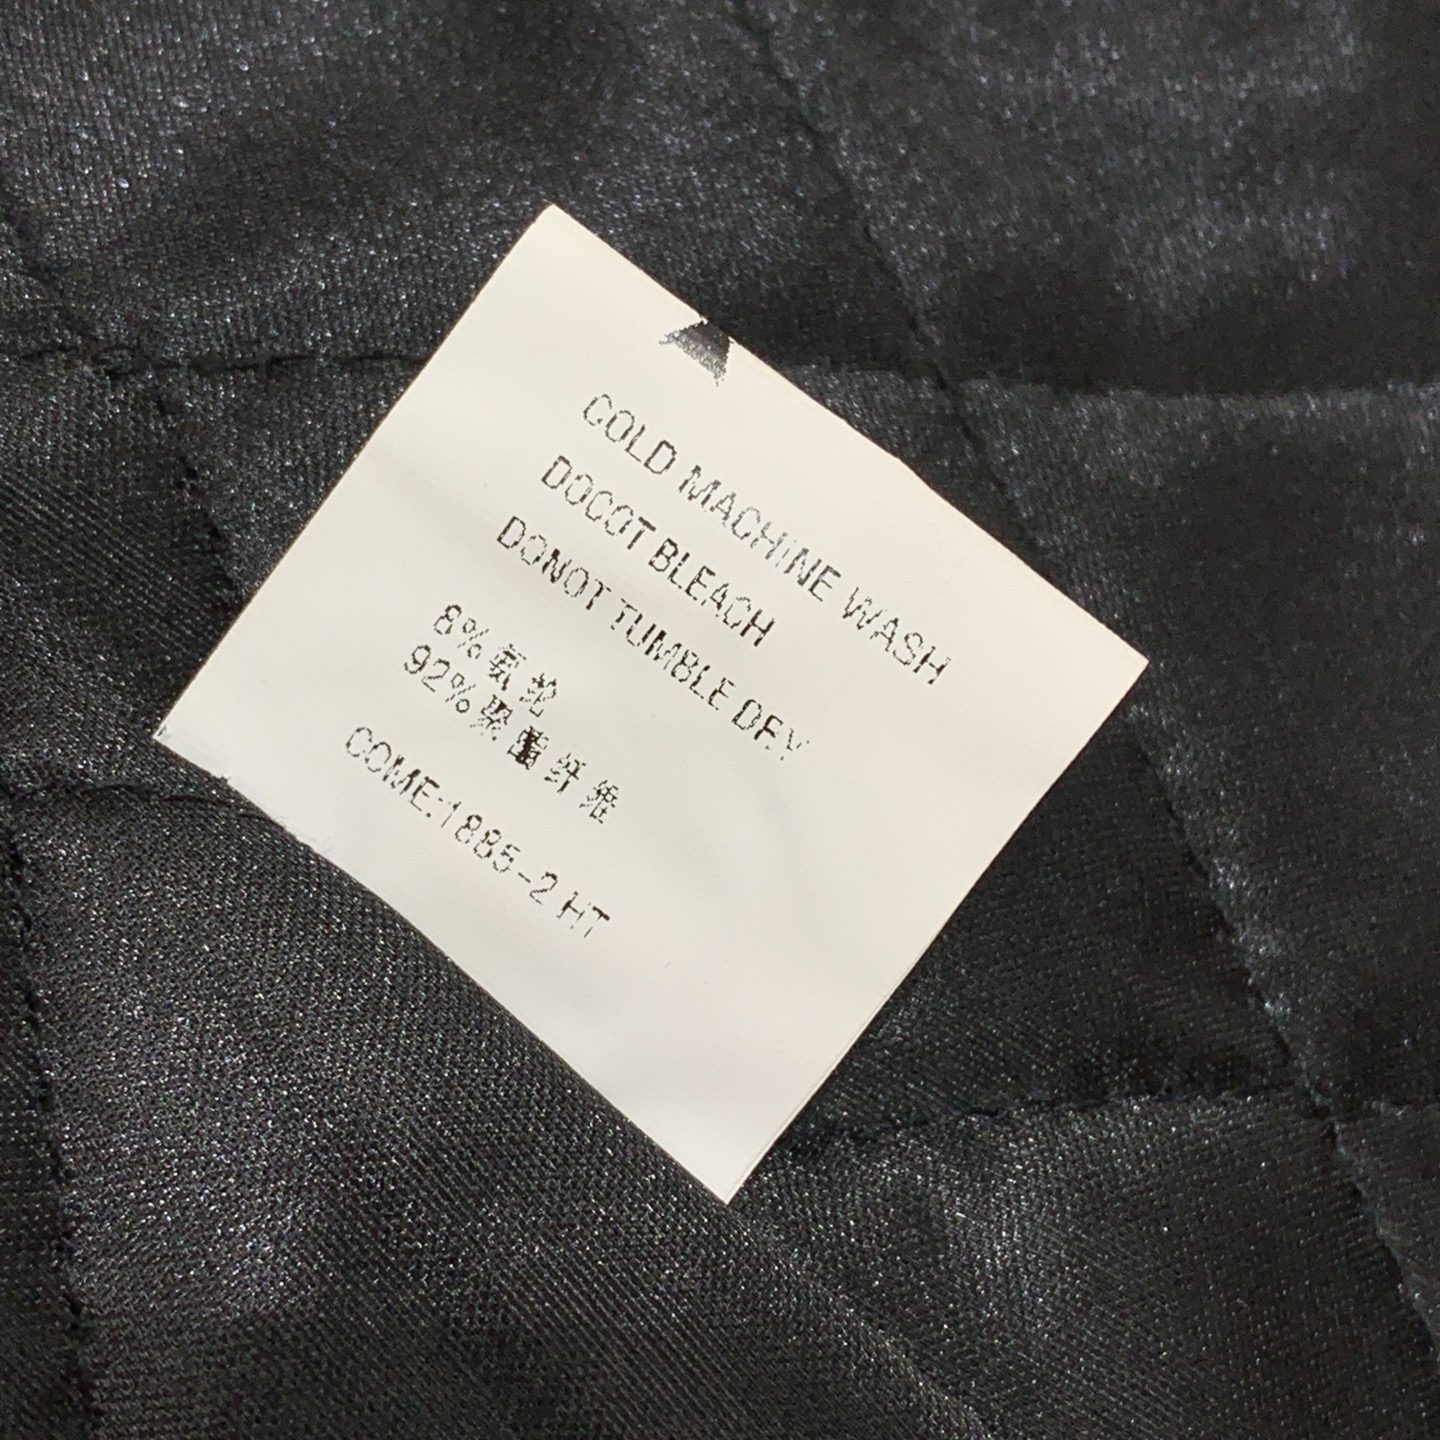 COLD MACHINE WASH
DOCOT BLEACH
DONOT TUMBLE DRY
8%氨纶
92%聚酯纤维
COME:1885-2 HT